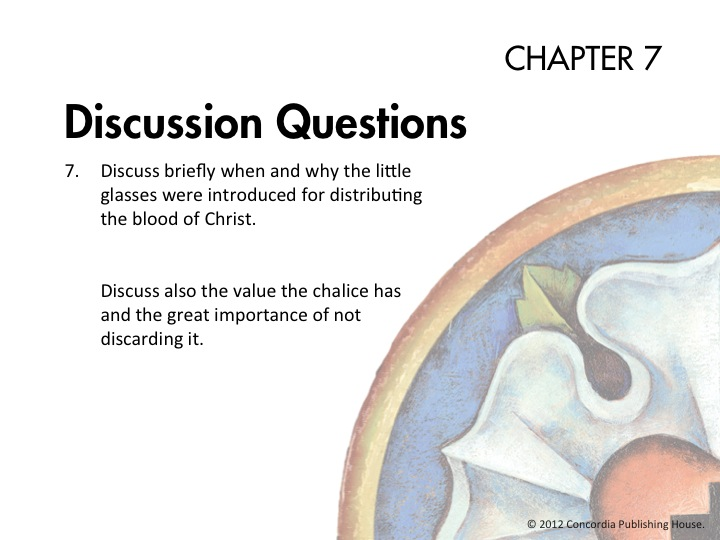 CHAPTER 7
Discussion Questions
7. Discuss briefly when and why the little
glasses were introduced for distributing
the blood of Christ.
Discuss also the value the chalice has
and the great importance of not
discarding it.
© 2012 Concordia Publishing House.